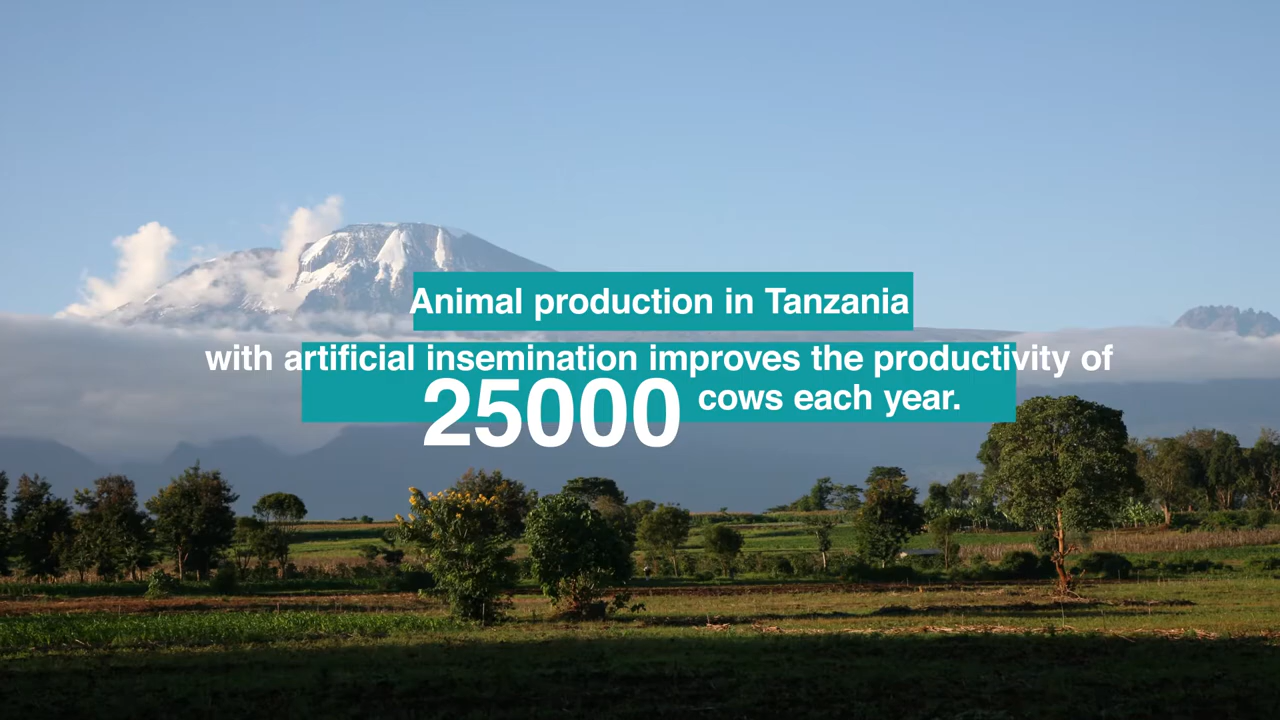 Animal production in Tanzania
with artificial insemination improves the productivity of
25000 cows each year.